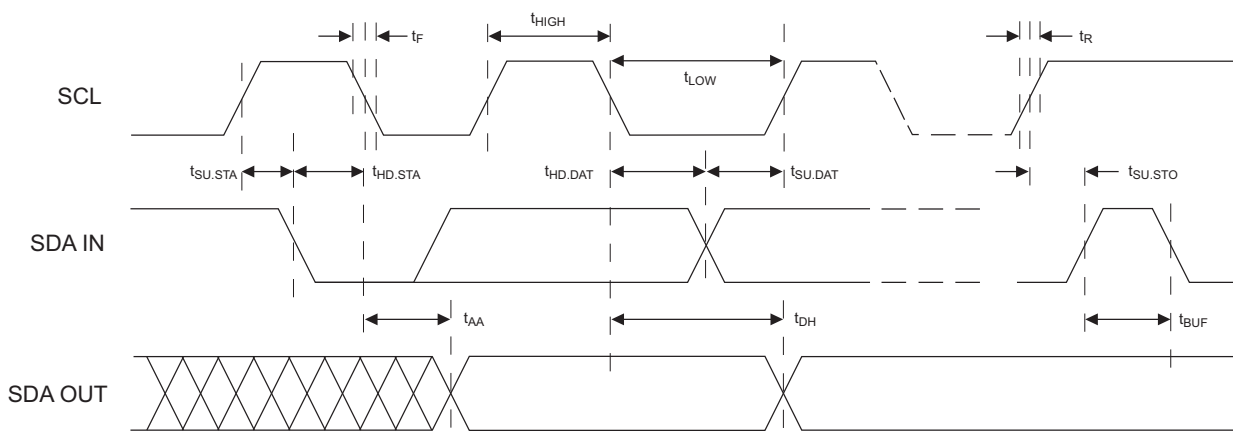 tHIGH
tF
tR
tLOW
SCL
tSU.STA
tHD.STA
tHD.DAT
tSU.DAT
tSU.STO
SDA IN
tAA
tDH
tBUF
SDA OUT